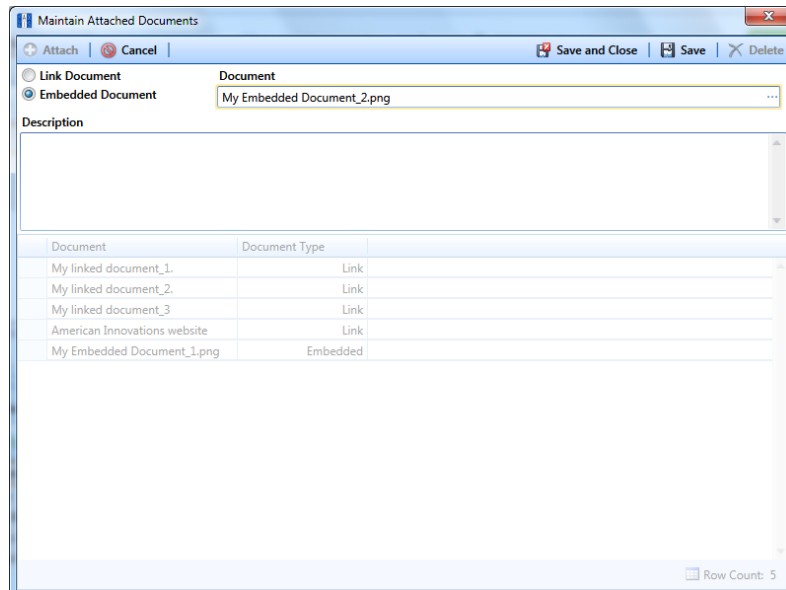 Maintain Attached Documents
Attach | Cancel | Save and Close | Save | Delete
Link Document Document
Embedded Document My Embedded Document_2.png ...
Description
Document Document Type
My linked document_1. Link
My linked document_2. Link
My linked document_3 Link
American Innovations website Link
My Embedded Document_1.png Embedded
Row Count: 5